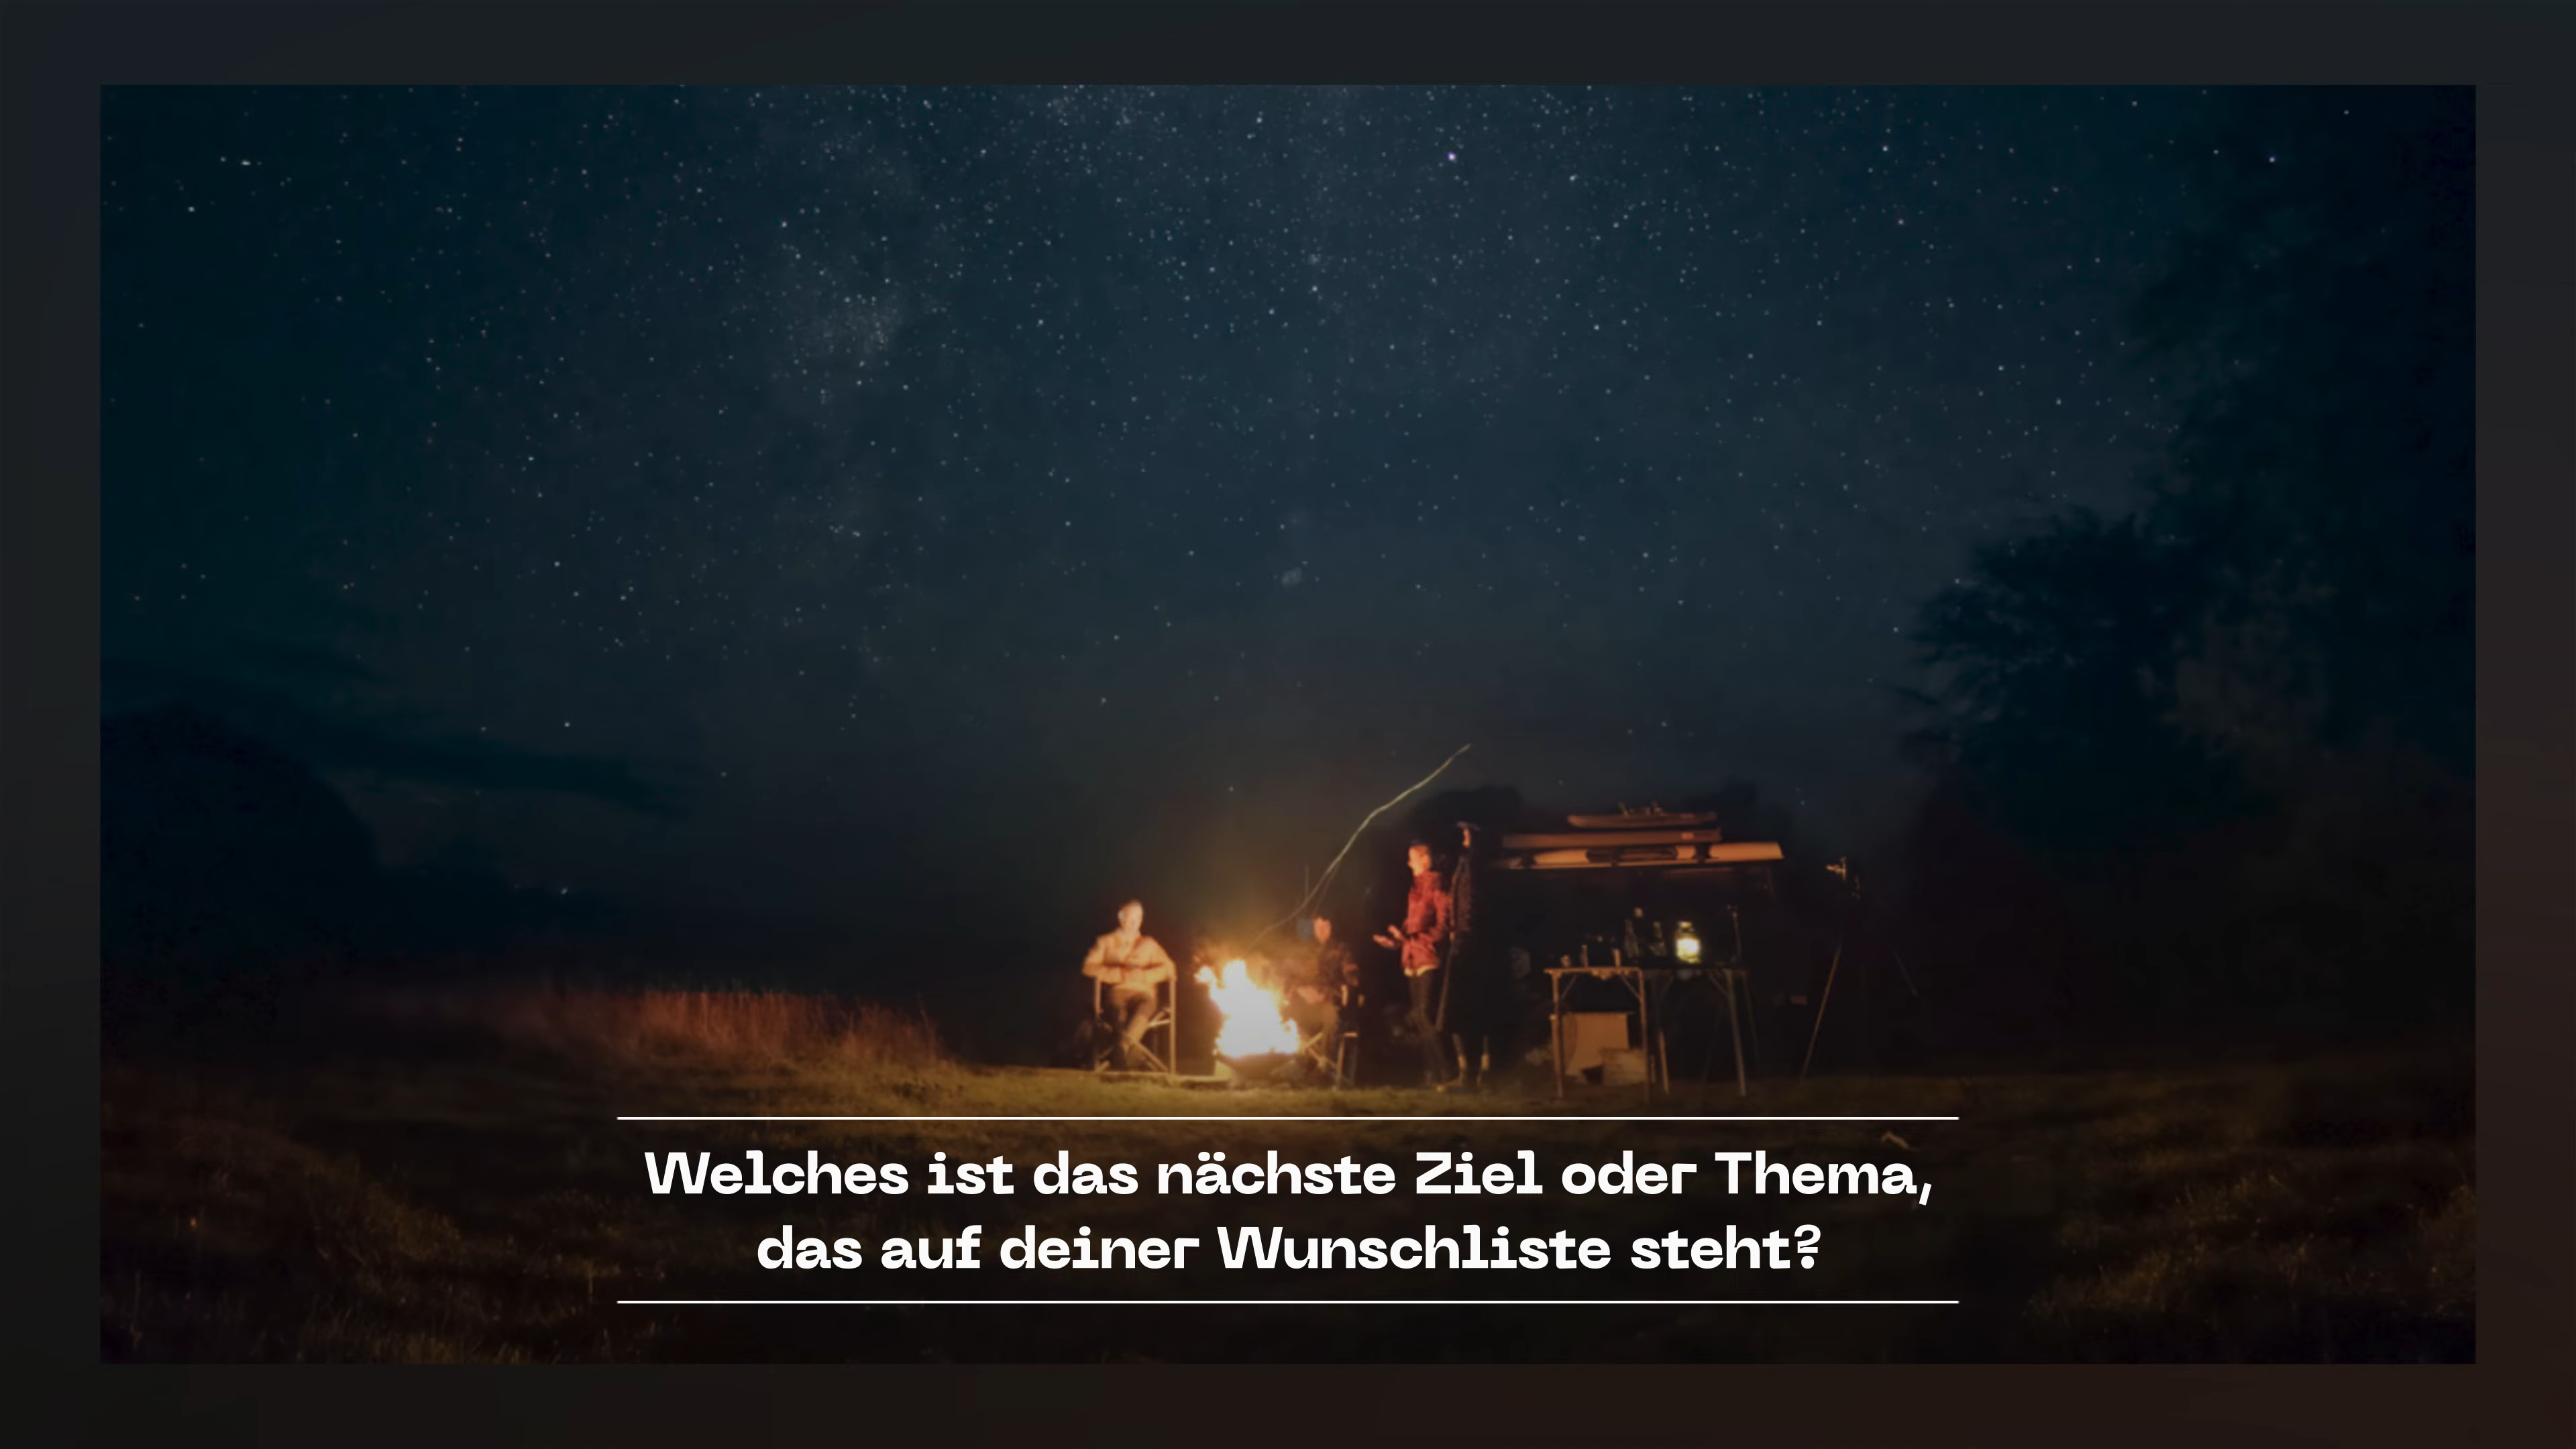 Welches ist das nächste Ziel oder Thema,
das auf deiner Wunschliste steht?